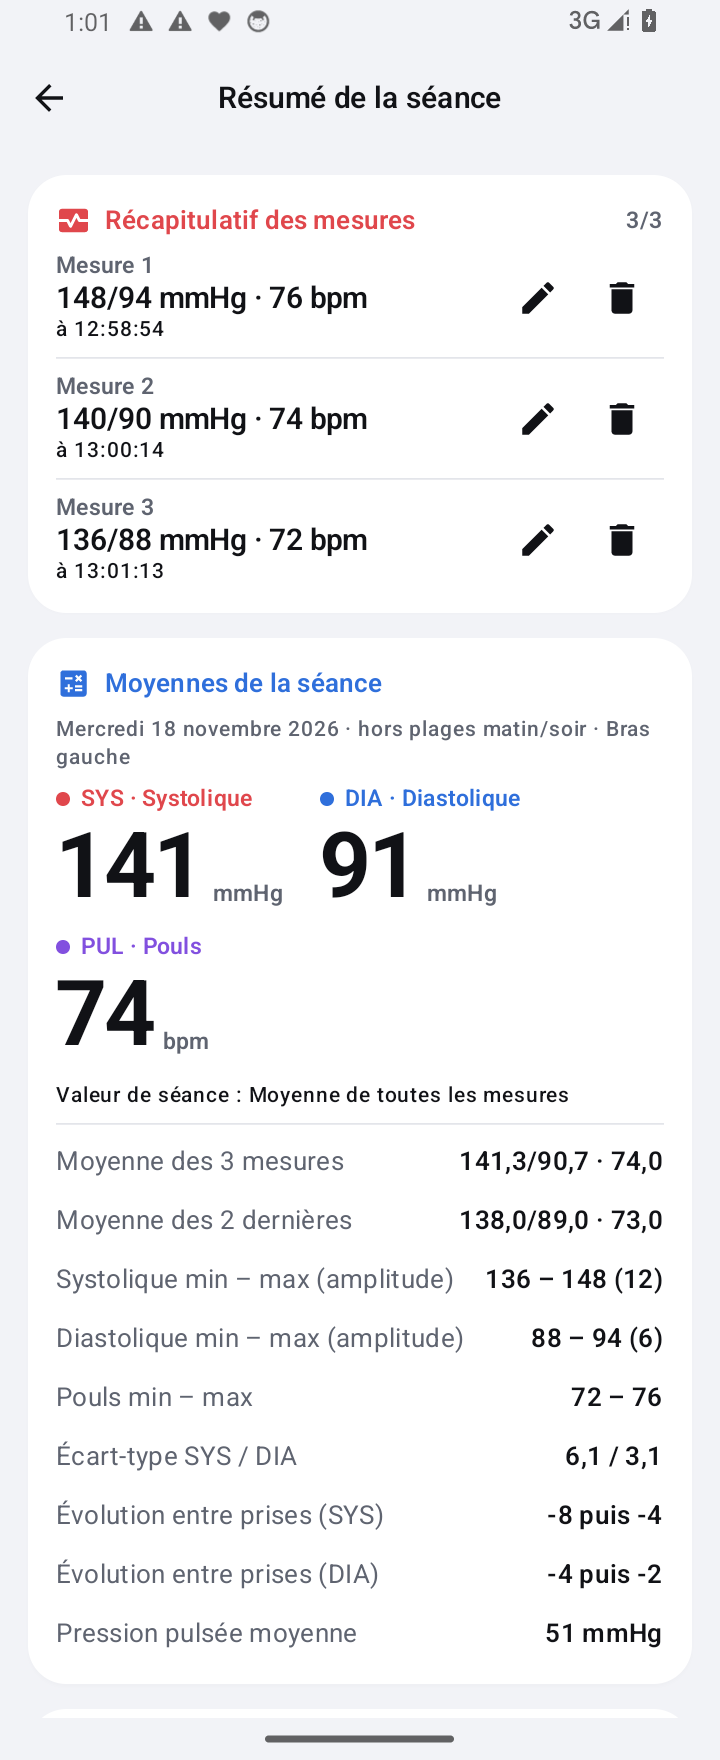 1:01
3G
Résumé de la séance
Récapitulatif des mesures
3/3
Mesure 1
148/94 mmHg · 76 bpm
à 12:58:54
Mesure 2
140/90 mmHg · 74 bpm
à 13:00:14
Mesure 3
136/88 mmHg · 72 bpm
à 13:01:13
Moyennes de la séance
Mercredi 18 novembre 2026 · hors plages matin/soir · Bras
gauche
SYS · Systolique
DIA · Diastolique
141 mmHg
91 mmHg
PUL · Pouls
74 bpm
Valeur de séance : Moyenne de toutes les mesures
Moyenne des 3 mesures 141,3/90,7 · 74,0
Moyenne des 2 dernières 138,0/89,0 · 73,0
Systolique min – max (amplitude) 136 – 148 (12)
Diastolique min – max (amplitude) 88 – 94 (6)
Pouls min – max 72 – 76
Écart-type SYS / DIA 6,1 / 3,1
Évolution entre prises (SYS) -8 puis -4
Évolution entre prises (DIA) -4 puis -2
Pression pulsée moyenne 51 mmHg